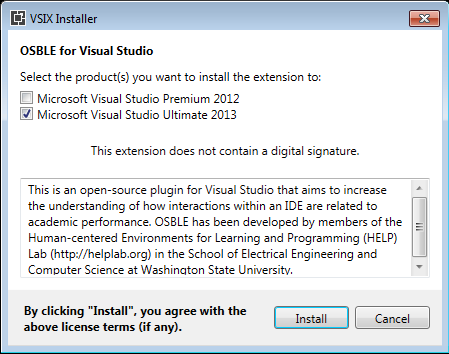 VSIX Installer
OSBLE for Visual Studio
Select the product(s) you want to install the extension to:
Microsoft Visual Studio Premium 2012
Microsoft Visual Studio Ultimate 2013
This extension does not contain a digital signature.
This is an open-source plugin for Visual Studio that aims to increase
the understanding of how interactions within an IDE are related to
academic performance. OSBLE has been developed by members of the
Human-centered Environments for Learning and Programming (HELP)
Lab (http://helplab.org) in the School of Electrical Engineering and
Computer Science at Washington State University.
By clicking "Install", you agree with the
above license terms (if any).
Install
Cancel